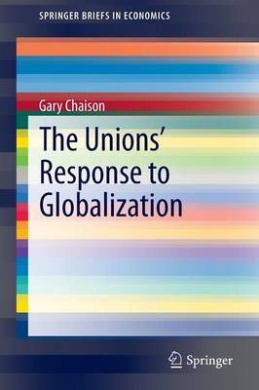 SPRINGER BRIEFS IN ECONOMICS
Gary Chaison
The Unions'
Response to
Globalization
Springer